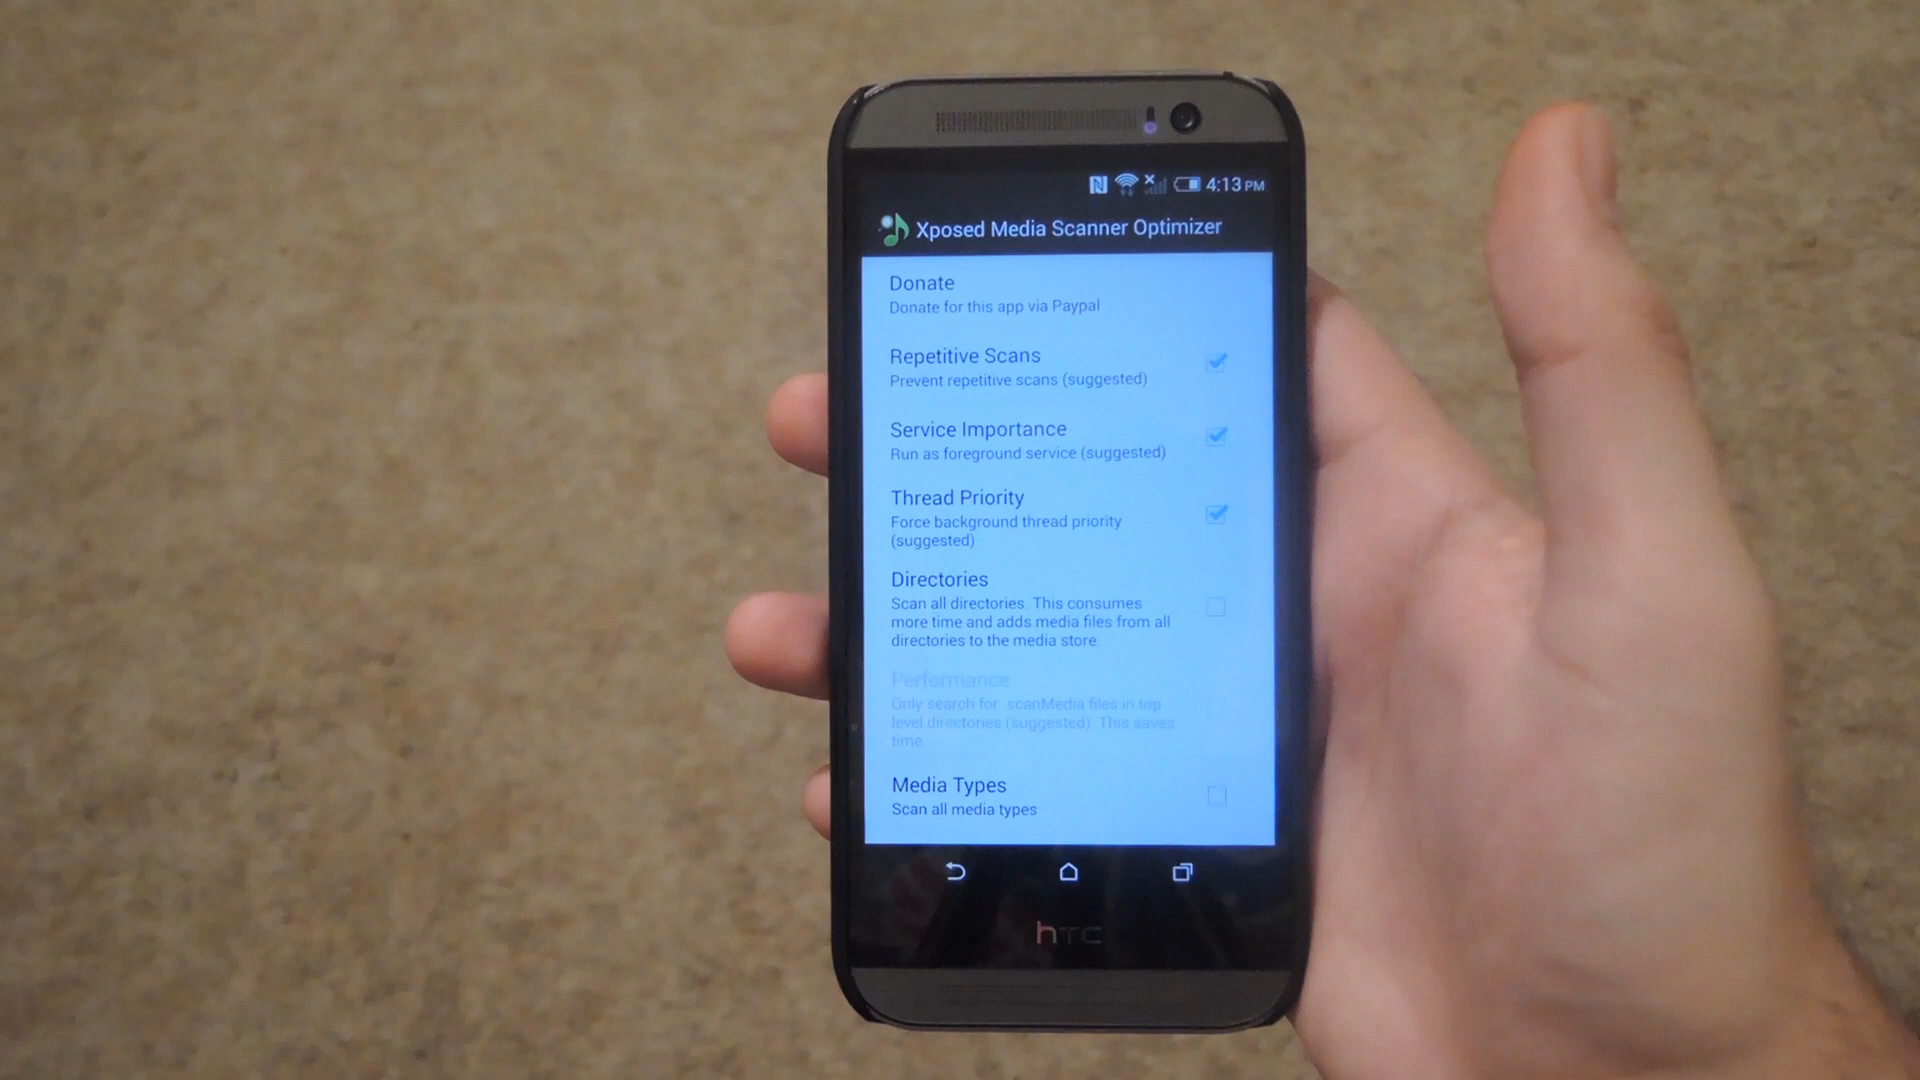 4:13 PM
Xposed Media Scanner Optimizer
Donate
Donate for this app via Paypal
Repetitive Scans
Prevent repetitive scans (suggested)
Service Importance
Run as foreground service (suggested)
Thread Priority
Force background thread priority
(suggested)
Directories
Scan all directories. This consumes
more time and adds media files from all
directories to the media store.
Performance
Only search for .scanMedia files in top
level directories (suggested). This saves
time.
Media Types
Scan all media types
hTC